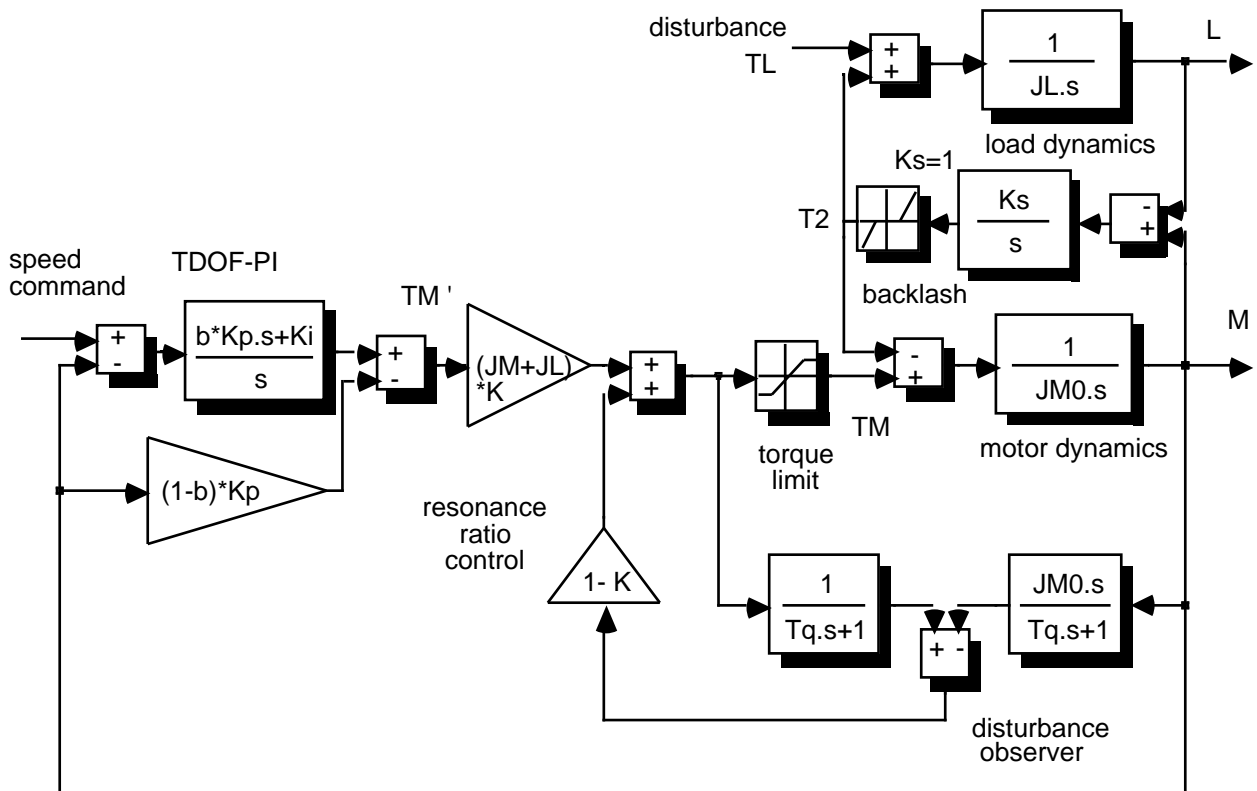 disturbance
TL
+
+
1
JL.s
load dynamics
L
Ks=1
T2
backlash
Ks
s
-
+
speed
command
TDOF-PI
+
-
b*Kp.s+Ki
s
TM '
+
-
(JM+JL)
*K
+
+
torque
limit
-
+
TM
1
JM0.s
motor dynamics
M
(1-b)*Kp
resonance
ratio
control
1- K
1
Tq.s+1
+ -
JM0.s
Tq.s+1
disturbance
observer